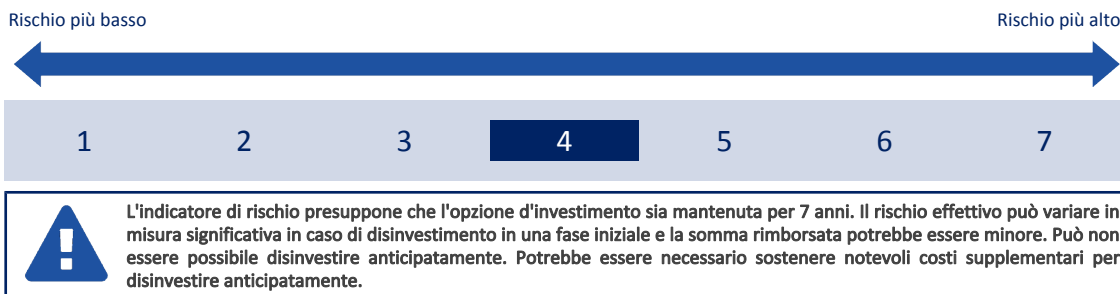 Rischio più basso Rischio più alto
1 2 3 4 5 6 7
L'indicatore di rischio presuppone che l'opzione d'investimento sia mantenuta per 7 anni. Il rischio effettivo può variare in
misura significativa in caso di disinvestimento in una fase iniziale e la somma rimborsata potrebbe essere minore. Può non
essere possibile disinvestire anticipatamente. Potrebbe essere necessario sostenere notevoli costi supplementari per
disinvestire anticipatamente.